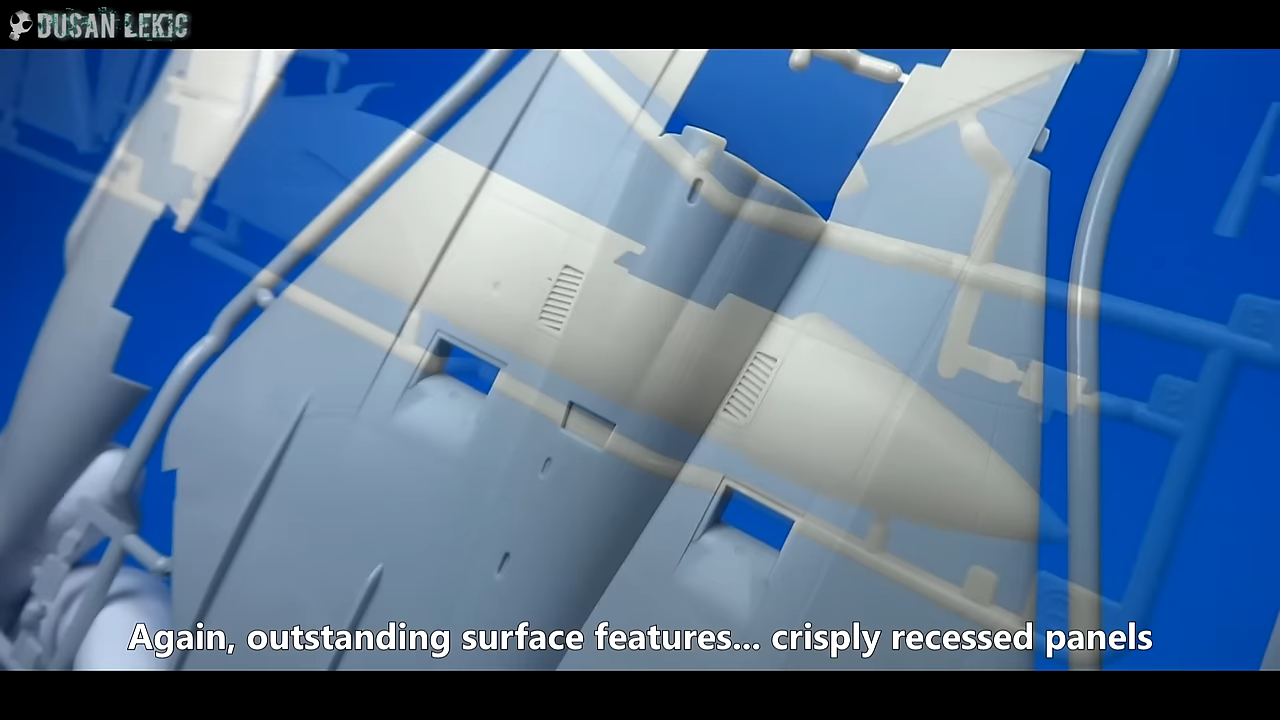 DUSAN LEKIC
Again, outstanding surface features... crisply recessed panels